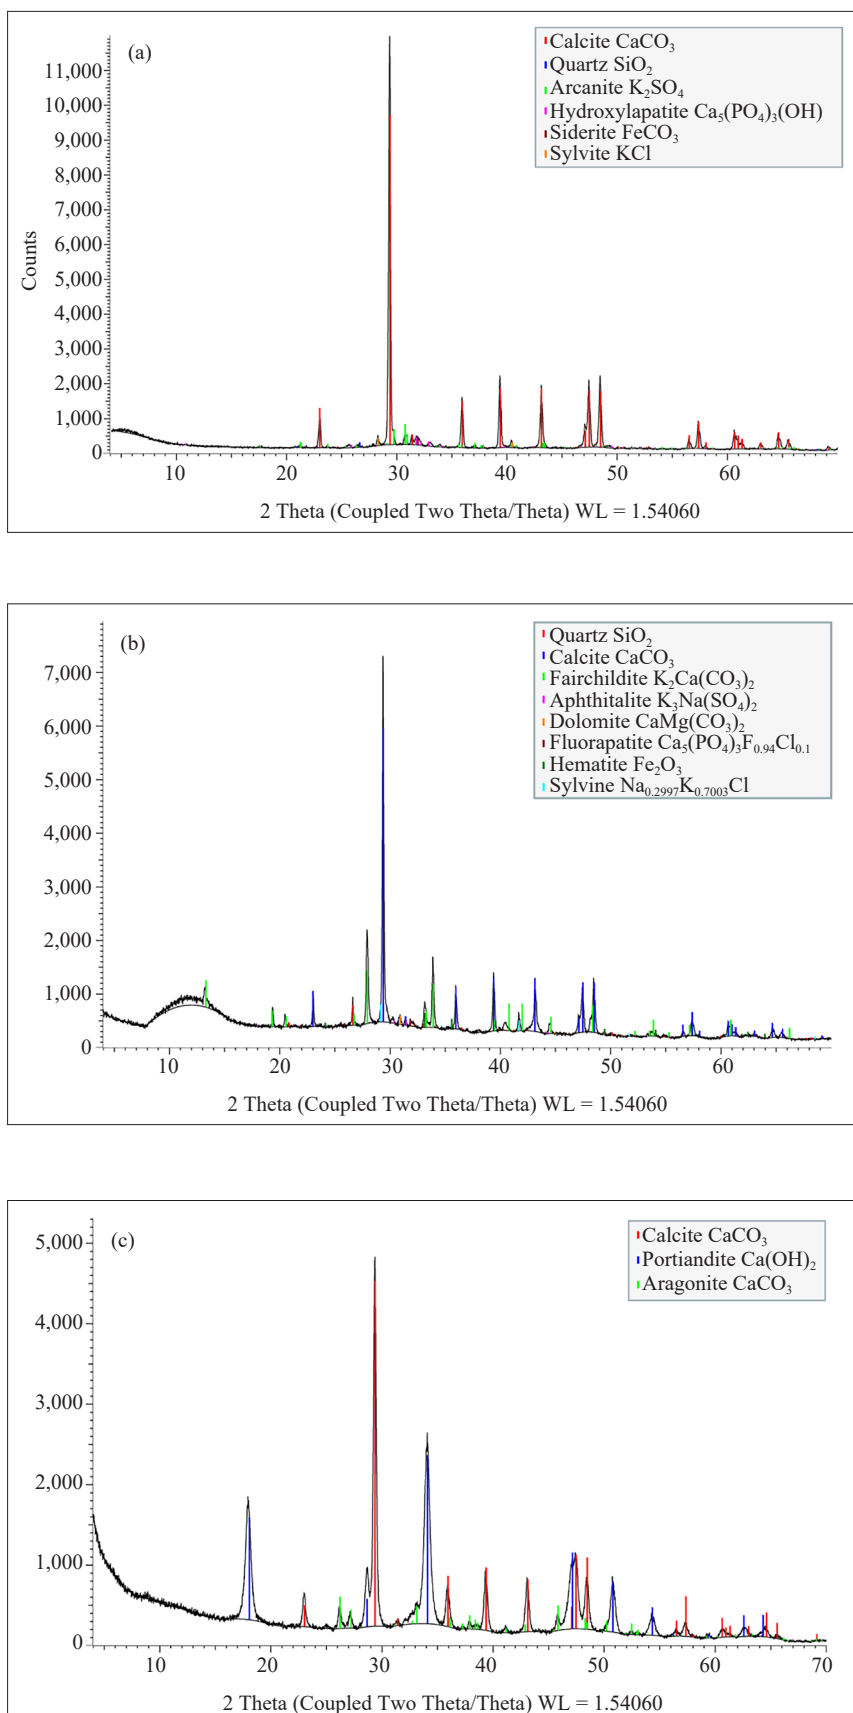 (a)
Calcite CaCO₃
Quartz SiO₂
Arcanite K₂SO₄
Hydroxylapatite Ca₅(PO₄)₃(OH)
Siderite FeCO₃
Sylvite KCl
Counts
11,000
10,000
9,000
8,000
7,000
6,000
5,000
4,000
3,000
2,000
1,000
0
10 20 30 40 50 60
2 Theta (Coupled Two Theta/Theta) WL = 1.54060
(b)
Quartz SiO₂
Calcite CaCO₃
Fairchildite K₂Ca(CO₃)₂
Aphthitalite K₃Na(SO₄)₂
Dolomite CaMg(CO₃)₂
Fluorapatite Ca₅(PO₄)₃F₀.₉₄Cl₀.₁
Hematite Fe₂O₃
Sylvine Na₀.₂₉₉₇K₀.₇₀₀₃Cl
7,000
6,000
5,000
4,000
3,000
2,000
1,000
0
10 20 30 40 50 60
2 Theta (Coupled Two Theta/Theta) WL = 1.54060
(c)
Calcite CaCO₃
Portiandite Ca(OH)₂
Aragonite CaCO₃
5,000
4,000
3,000
2,000
1,000
0
10 20 30 40 50 60 70
2 Theta (Coupled Two Theta/Theta) WL = 1.54060